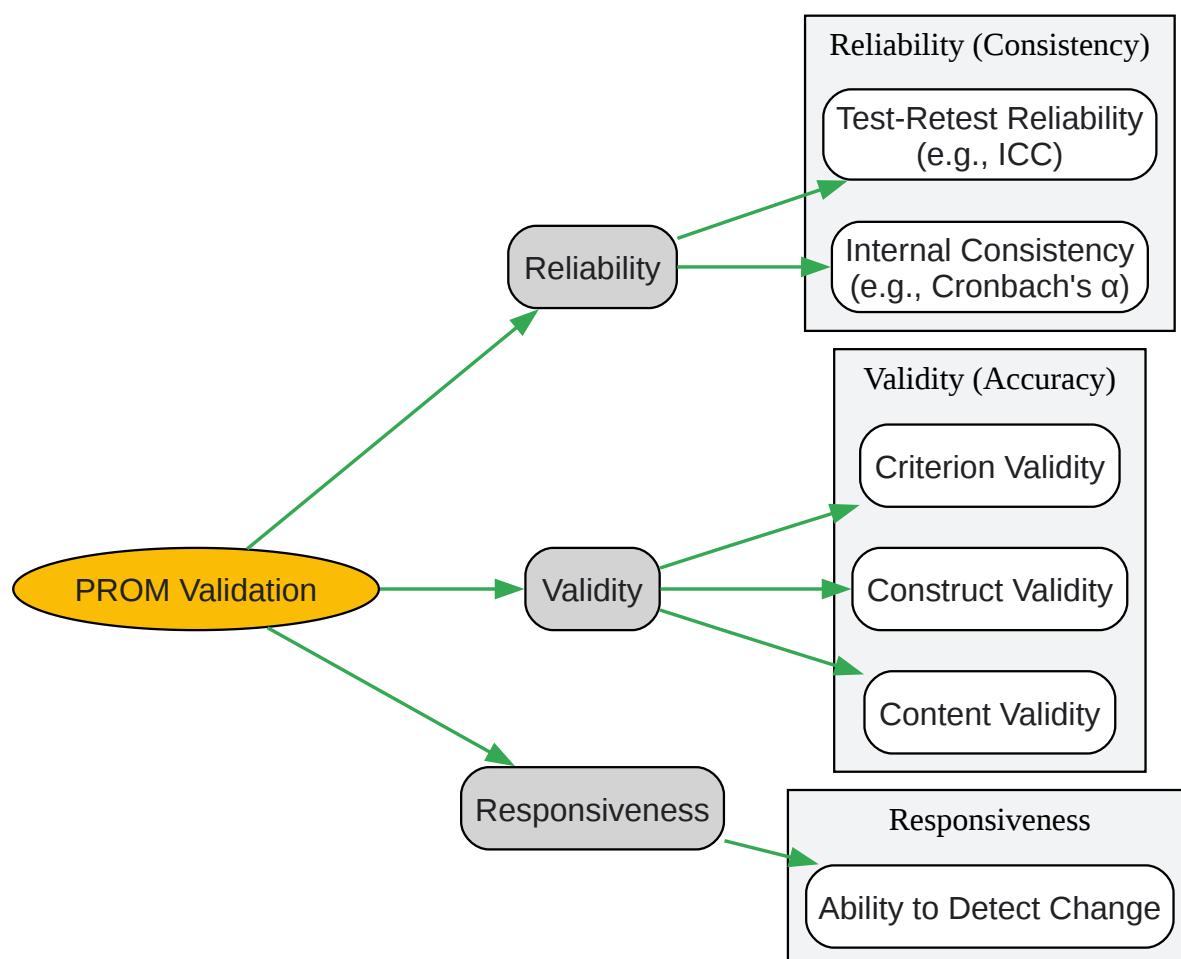 PROM Validation
Reliability
Validity
Responsiveness
Reliability (Consistency)
Test-Retest Reliability
(e.g., ICC)
Internal Consistency
(e.g., Cronbach's α)
Validity (Accuracy)
Criterion Validity
Construct Validity
Content Validity
Responsiveness
Ability to Detect Change